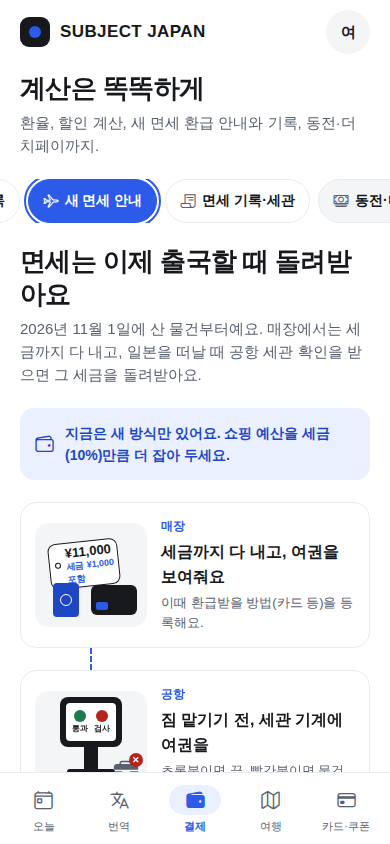 SUBJECT JAPAN
여
계산은 똑똑하게
환율, 할인 계산, 새 면세 환급 안내와 기록, 동전·더
치페이까지.
새 면세 안내
면세 기록·세관
면세는 이제 출국할 때 돌려받
아요
2026년 11월 1일에 산 물건부터예요. 매장에서는 세
금까지 다 내고, 일본을 떠날 때 공항 세관 확인을 받
으면 그 세금을 돌려받아요.
지금은 새 방식만 있어요. 쇼핑 예산을 세금
(10%)만큼 더 잡아 두세요.
매장
¥11,000
세금 ¥1,000
포함
세금까지 다 내고, 여권을
보여줘요
이때 환급받을 방법(카드 등)을 등
록해요.
공항
통과 검사
짐 맡기기 전, 세관 기계에
여권을
오늘
번역
결제
여행
카드·쿠폰